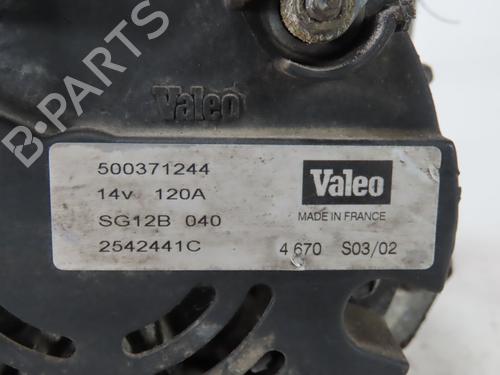 Valeo
500371244
14v 120A
SG12B 040
2542441C
Valeo
MADE IN FRANCE
4 670 S03/02
B-PARTS